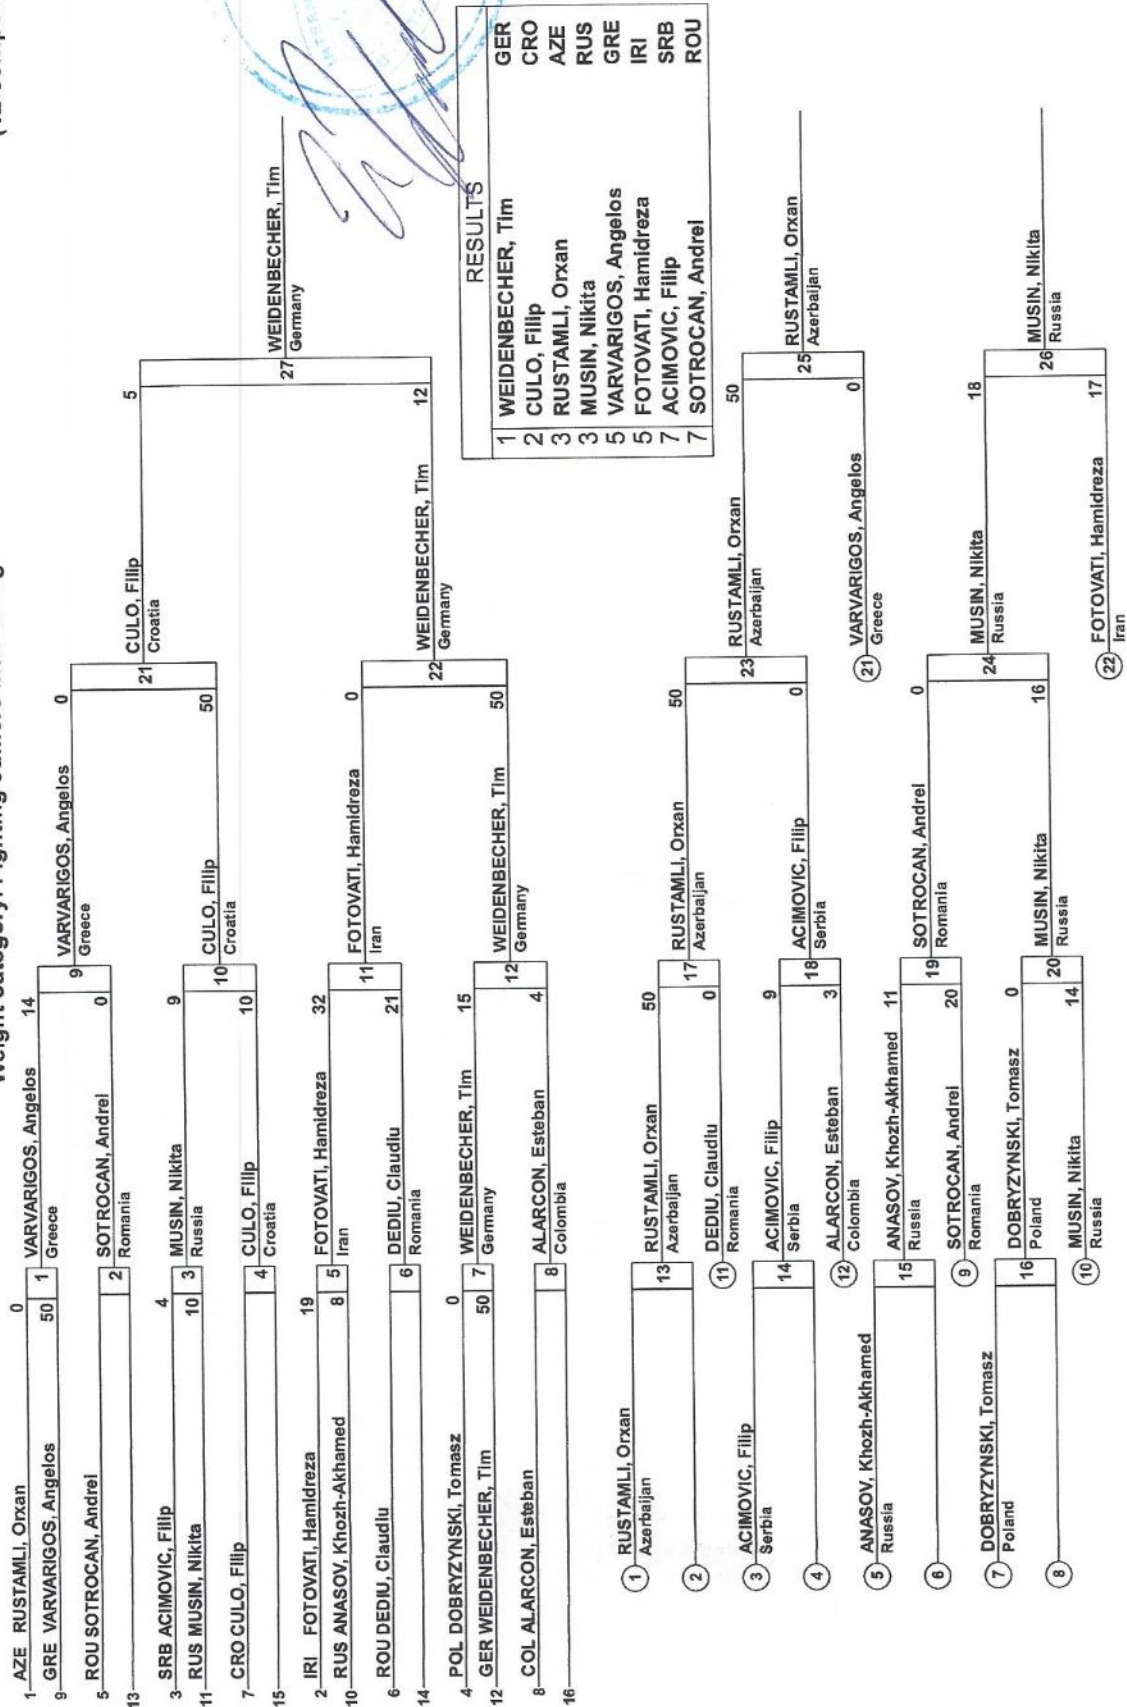 Weight category: Fighting
1 AZE RUSTAMLI, Orxan 0
9 GRE VARVARIGOS, Angelos 50
1 VARVARIGOS, Angelos 14
Greece
5 ROU SOTROCAN, Andrei
13
2 SOTROCAN, Andrei 0
Romania
9 VARVARIGOS, Angelos 0
Greece
3 SRB ACIMOVIC, Filip 4
11 RUS MUSIN, Nikita 10
3 MUSIN, Nikita 9
Russia
7 CRO CULO, Filip
15
4 CULO, Filip 10
Croatia
10 CULO, Filip 50
Croatia
21 CULO, Filip 5
Croatia
2 IRI FOTOVATI, Hamidreza 19
10 RUS ANASOV, Khozh-Akhamed 8
5 FOTOVATI, Hamidreza 32
Iran
6 ROU DEDIU, Claudiu
14
6 DEDIU, Claudiu 21
Romania
11 FOTOVATI, Hamidreza 0
Iran
4 POL DOBRYZYNSKI, Tomasz 0
12 GER WEIDENBECHER, Tim 50
7 WEIDENBECHER, Tim 15
Germany
8 COL ALARCON, Esteban
16
8 ALARCON, Esteban 4
Colombia
12 WEIDENBECHER, Tim 50
Germany
22 WEIDENBECHER, Tim 12
Germany
27 WEIDENBECHER, Tim
Germany
RESULTS
1 WEIDENBECHER, Tim GER
2 CULO, Filip CRO
3 RUSTAMLI, Orxan AZE
3 MUSIN, Nikita RUS
5 VARVARIGOS, Angelos GRE
5 FOTOVATI, Hamidreza IRI
7 ACIMOVIC, Filip SRB
7 SOTROCAN, Andrei ROU
1 RUSTAMLI, Orxan
Azerbaijan
2
13 RUSTAMLI, Orxan 50
Azerbaijan
11 DEDIU, Claudiu 0
Romania
17 RUSTAMLI, Orxan 50
Azerbaijan
3 ACIMOVIC, Filip
Serbia
4
14 ACIMOVIC, Filip 9
Serbia
12 ALARCON, Esteban 3
Colombia
18 ACIMOVIC, Filip 0
Serbia
23 RUSTAMLI, Orxan 50
Azerbaijan
21 VARVARIGOS, Angelos 0
Greece
25 RUSTAMLI, Orxan
Azerbaijan
5 ANASOV, Khozh-Akhamed
Russia
6
15 ANASOV, Khozh-Akhamed 11
Russia
9 SOTROCAN, Andrei 20
Romania
19 SOTROCAN, Andrei 0
Romania
7 DOBRYZYNSKI, Tomasz
Poland
8
16 DOBRYZYNSKI, Tomasz 0
Poland
10 MUSIN, Nikita 14
Russia
20 MUSIN, Nikita 16
Russia
24 MUSIN, Nikita 18
Russia
22 FOTOVATI, Hamidreza 17
Iran
26 MUSIN, Nikita
Russia